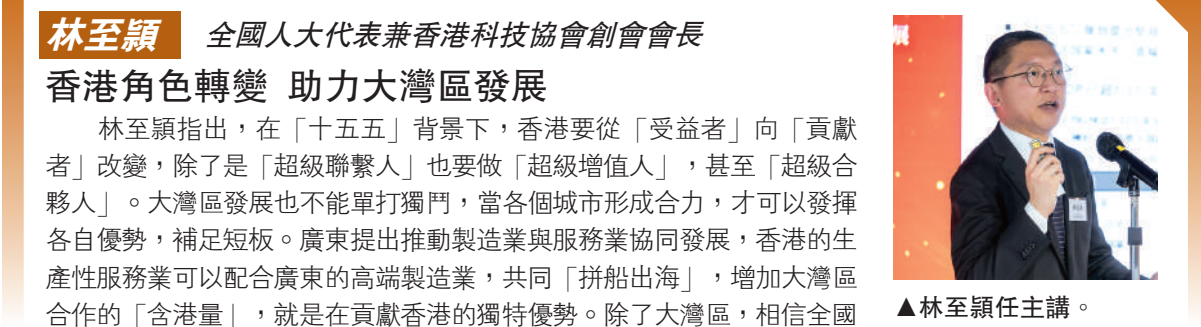 林至穎 全國人大代表兼香港科技協會創會會長
香港角色轉變 助力大灣區發展
林至穎指出，在「十五五」背景下，香港要從「受益者」向「貢獻
者」改變，除了是「超級聯繫人」也要做「超級增值人」，甚至「超級合
夥人」。大灣區發展也不能單打獨鬥，當各個城市形成合力，才可以發揮
各自優勢，補足短板。廣東提出推動製造業與服務業協同發展，香港的生
產性服務業可以配合廣東的高端製造業，共同「拼船出海」，增加大灣區
合作的「含港量」，就是在貢獻香港的獨特優勢。除了大灣區，相信全國
展
▲林至穎任主講。